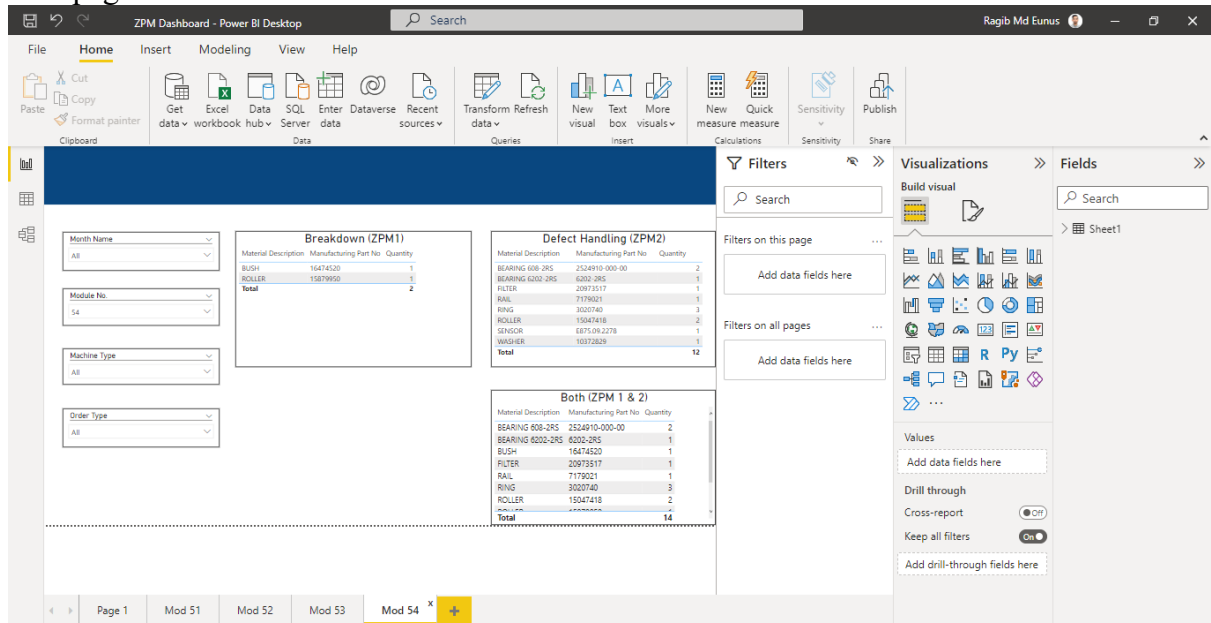 ZPM Dashboard - Power BI Desktop
Search
Ragib Md Eunus
File Home Insert Modeling View Help
Paste
Cut
Copy
Format painter
Clipboard
Get data
Excel workbook
Data hub
SQL Server
Enter data
Dataverse
Recent sources
Data
Transform data
Refresh
Queries
New visual
Text box
More visuals
Insert
New measure
Quick measure
Calculations
Sensitivity
Sensitivity
Publish
Share
Month Name
All
Module No.
54
Machine Type
All
Order Type
All
Breakdown (ZPM1)
Material Description Manufacturing Part No Quantity
BUSH 16474520 1
ROLLER 15879950 1
Total 2
Defect Handling (ZPM2)
Material Description Manufacturing Part No Quantity
BEARING 608-2RS 2524910-000-00 2
BEARING 6202-2RS 6202-2RS 1
FILTER 20973517 1
RAIL 7179021 1
RING 3020740 3
ROLLER 15047418 2
SENSOR E875.09.2278 1
WASHER 10372829 1
Total 12
Both (ZPM 1 & 2)
Material Description Manufacturing Part No Quantity
BEARING 608-2RS 2524910-000-00 2
BEARING 6202-2RS 6202-2RS 1
BUSH 16474520 1
FILTER 20973517 1
RAIL 7179021 1
RING 3020740 3
ROLLER 15047418 2
Total 14
Filters
Search
Filters on this page
Add data fields here
Filters on all pages
Add data fields here
Visualizations
Build visual
123
R Py
Values
Add data fields here
Drill through
Cross-report Off
Keep all filters On
Add drill-through fields here
Fields
Search
Sheet1
Page 1 Mod 51 Mod 52 Mod 53 Mod 54 x +